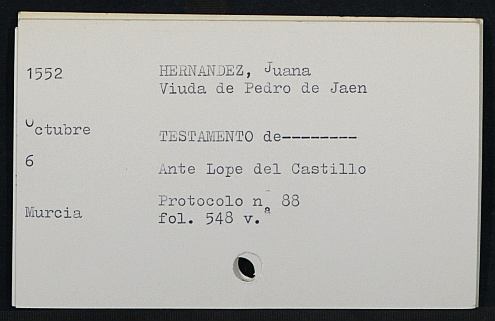 1552
HERNANDEZ, Juana
Viuda de Pedro de Jaen
Octubre
TESTAMENTO de--------
6
Ante Lope del Castillo
Protocolo nº 88
Murcia
fol. 548 v.ª